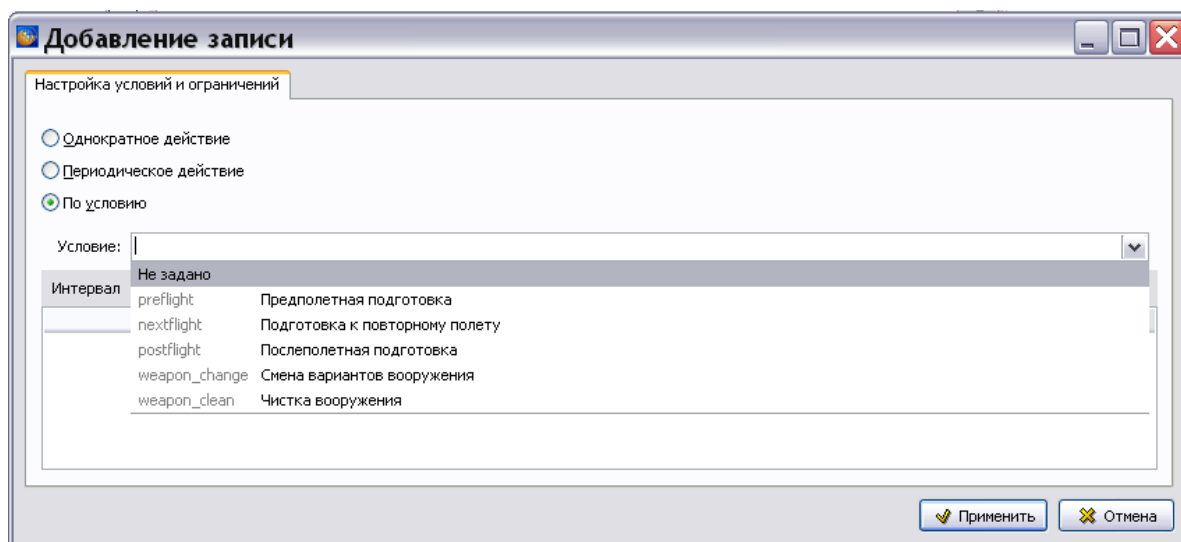 Добавление записи
Настройка условий и ограничений
Однократное действие
Периодическое действие
По условию
Условие:
Интервал
Не задано
preflight Предполетная подготовка
nextflight Подготовка к повторному полету
postflight Послеполетная подготовка
weapon_change Смена вариантов вооружения
weapon_clean Чистка вооружения
Применить Отмена